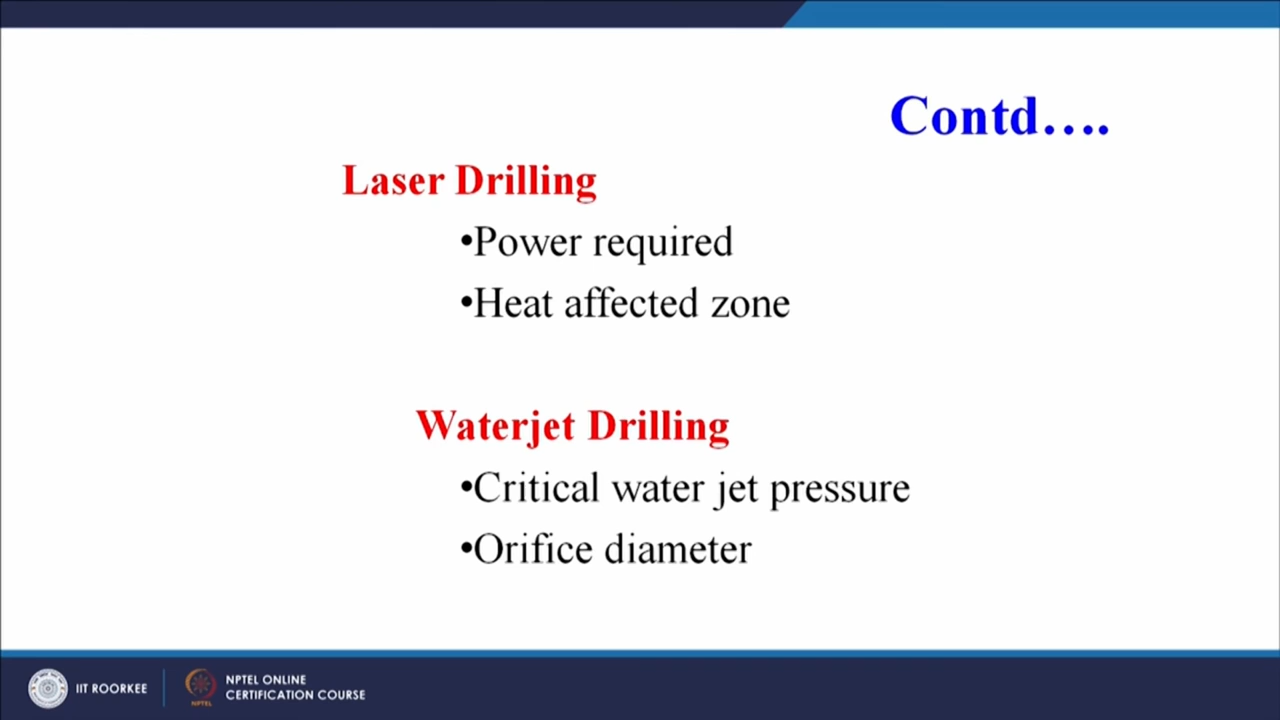 Contd….
Laser Drilling
•Power required
•Heat affected zone
Waterjet Drilling
•Critical water jet pressure
•Orifice diameter
IIT ROORKEE
NPTEL
NPTEL ONLINE
CERTIFICATION COURSE